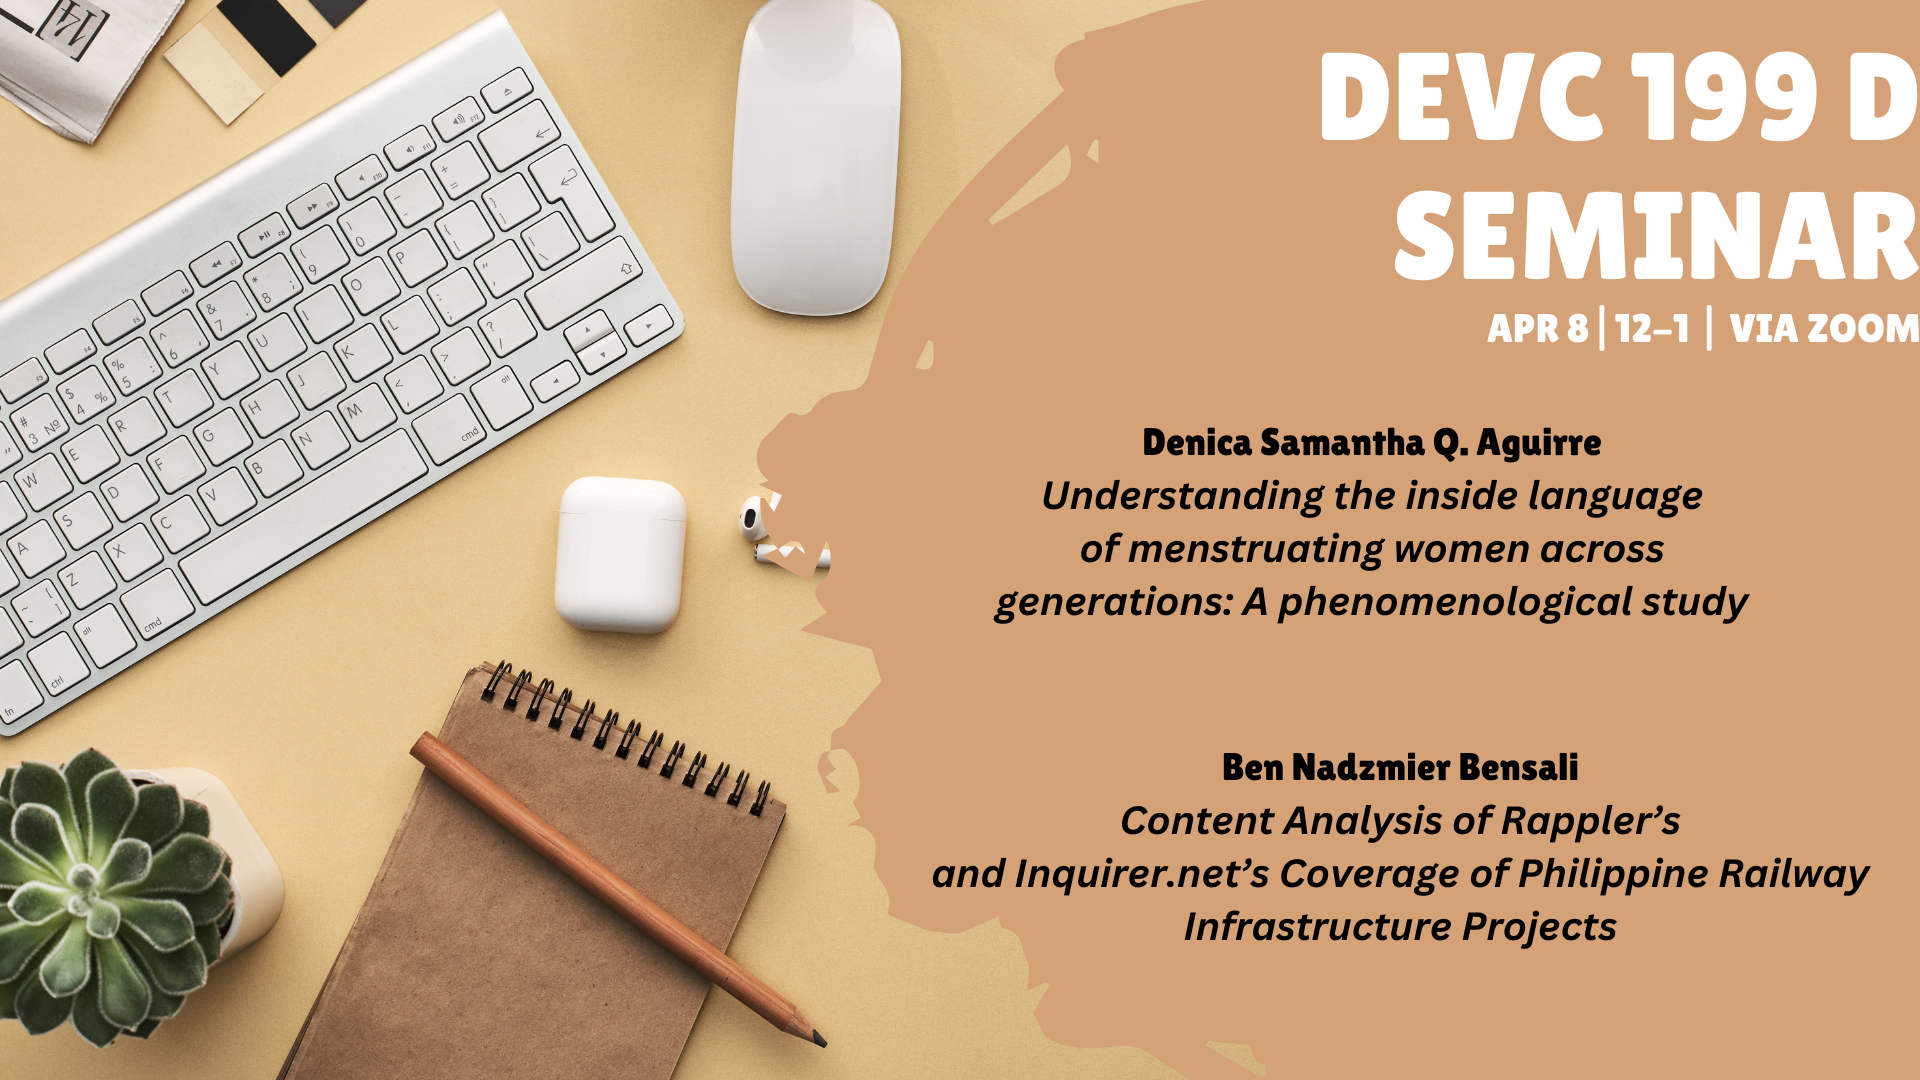 DEVC 199 D
SEMINAR
APR 8 | 12-1 | VIA ZOOM
Denica Samantha Q. Aguirre
Understanding the inside language
of menstruating women across
generations: A phenomenological study
Ben Nadzmier Bensali
Content Analysis of Rappler’s
and Inquirer.net’s Coverage of Philippine Railway
Infrastructure Projects